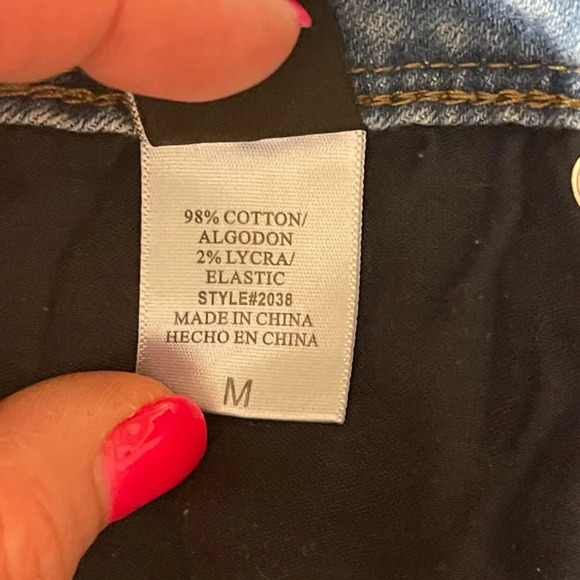 98% COTTON/
ALGODON
2% LYCRA/
ELASTIC
STYLE#2038
MADE IN CHINA
HECHO EN CHINA
M